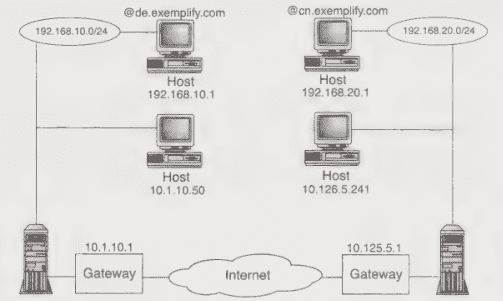 @de.exemplify.com
@cn.exemplify.com
192.168.10.0/24
192.168.20.0/24
Host
192.168.10.1
Host
192.168.20.1
Host
10.1.10.50
Host
10.126.5.241
10.1.10.1
Gateway
Internet
10.125.5.1
Gateway